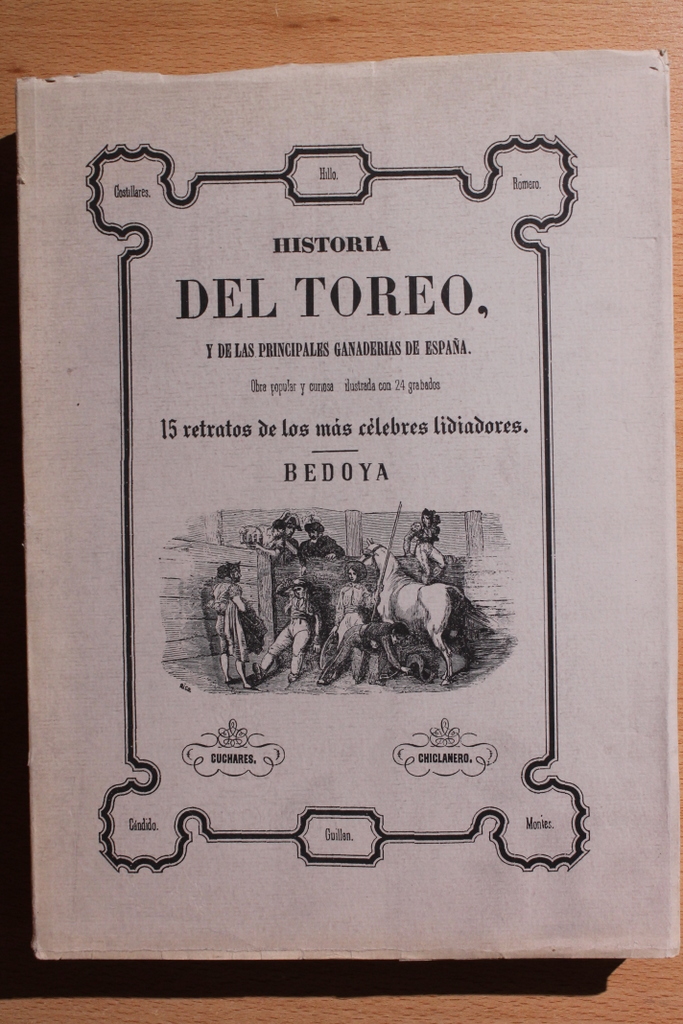 Costillares.
Hillo.
Romero.
HISTORIA
DEL TOREO,
Y DE LAS PRINCIPALES GANADERIAS DE ESPAÑA.
Obra popular y curiosa ilustrada con 24 grabados
15 retratos de los más célebres lidiadores.
BEDOYA
CUCHARES.
CHICLANERO.
Cándido.
Guillen.
Montes.